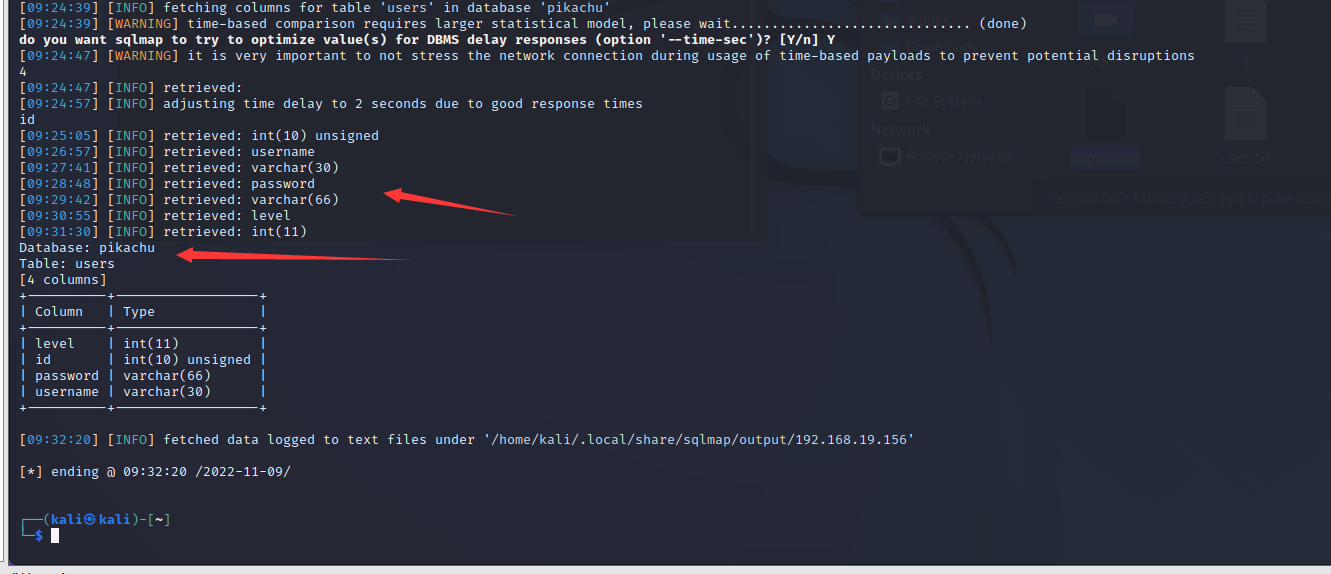 [09:24:39] [INFO] fetching columns for table 'users' in database 'pikachu'
[09:24:39] [WARNING] time-based comparison requires larger statistical model, please wait.............................. (done)
do you want sqlmap to try to optimize value(s) for DBMS delay responses (option '--time-sec')? [Y/n] Y
[09:24:47] [WARNING] it is very important to not stress the network connection during usage of time-based payloads to prevent potential disruptions
4
[09:24:47] [INFO] retrieved:
[09:24:57] [INFO] adjusting time delay to 2 seconds due to good response times
id
[09:25:05] [INFO] retrieved: int(10) unsigned
[09:26:57] [INFO] retrieved: username
[09:27:41] [INFO] retrieved: varchar(30)
[09:28:48] [INFO] retrieved: password
[09:29:42] [INFO] retrieved: varchar(66)
[09:30:55] [INFO] retrieved: level
[09:31:30] [INFO] retrieved: int(11)
Database: pikachu
Table: users
[4 columns]
| Column | Type |
| level | int(11) |
| id | int(10) unsigned |
| password | varchar(66) |
| username | varchar(30) |
[09:32:20] [INFO] fetched data logged to text files under '/home/kali/.local/share/sqlmap/output/192.168.19.156'
[*] ending @ 09:32:20 /2022-11-09/
┌──(kali㉿kali)-[~]
└─$
Devices
File System
Network
Browse Network
top100.txt
user.txt